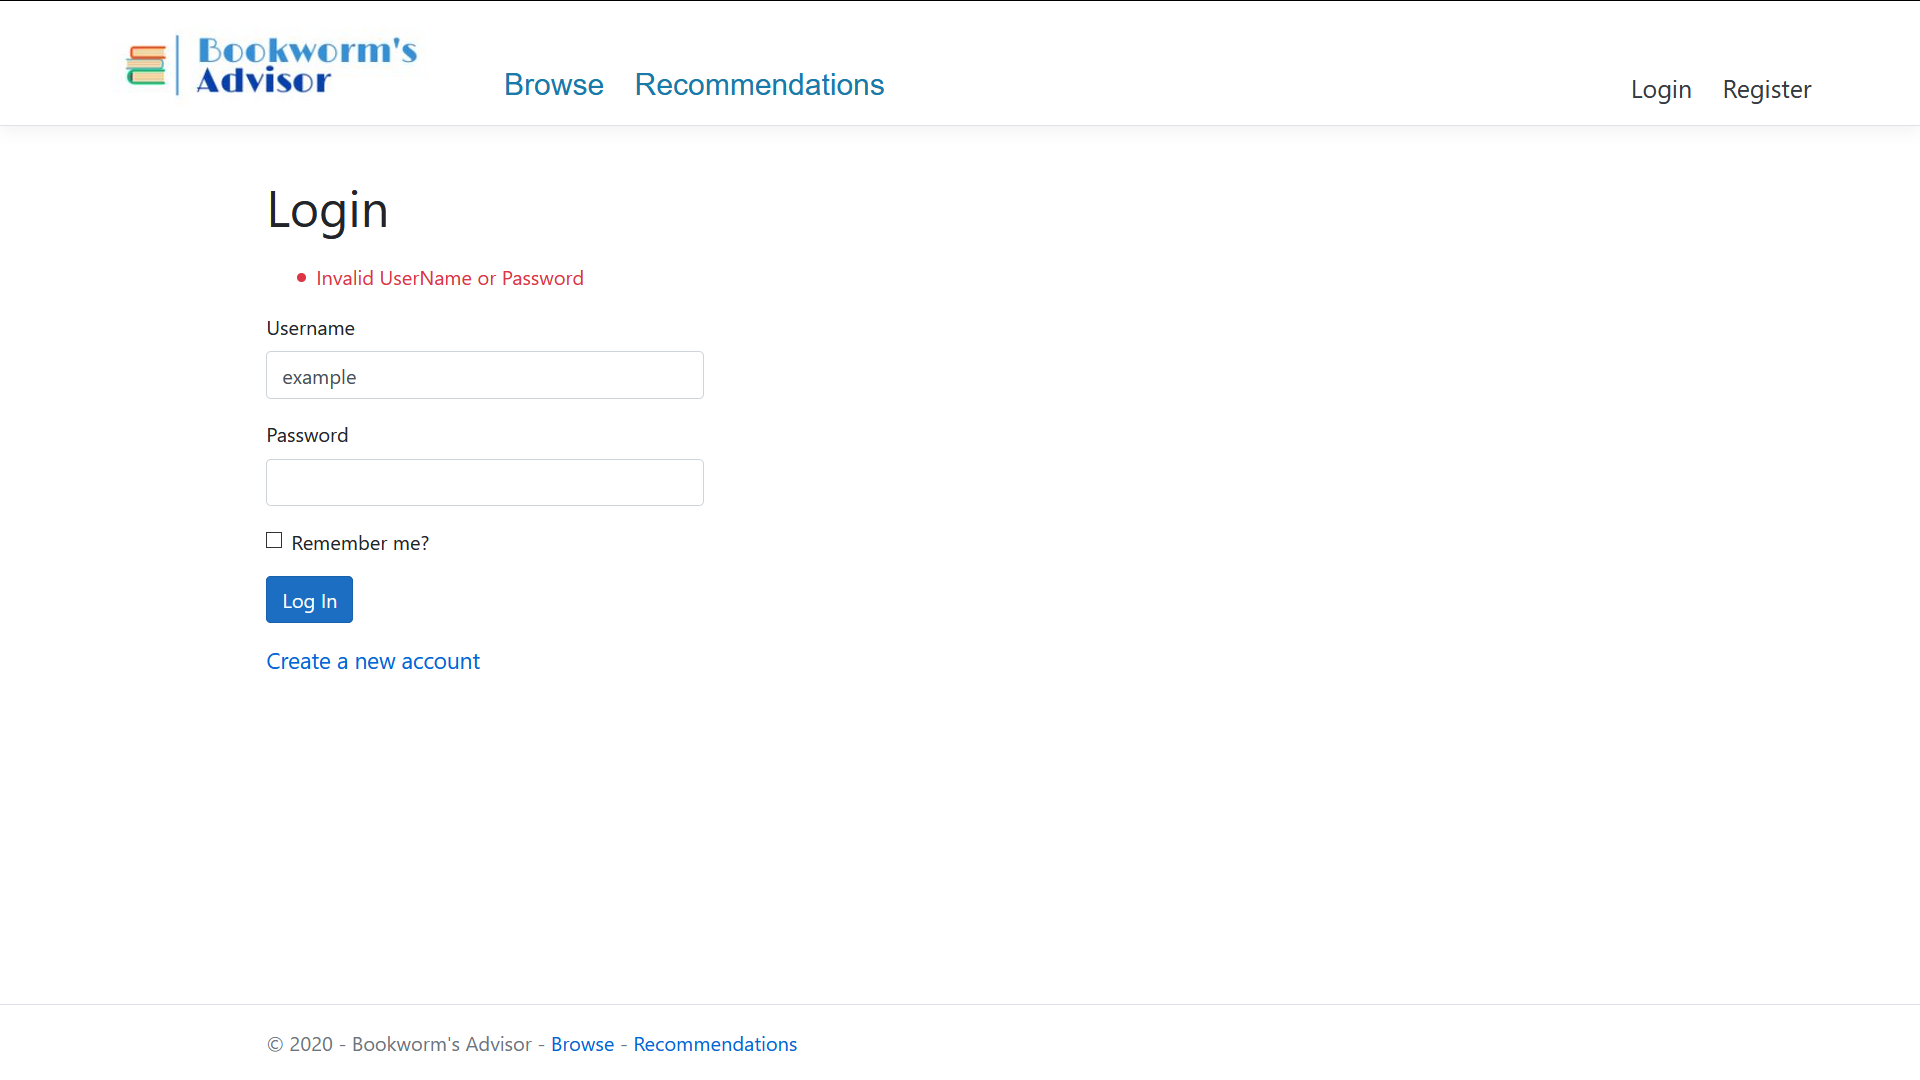 Bookworm's
Advisor
Browse Recommendations
Login Register
Login
Invalid UserName or Password
Username
example
Password
Remember me?
Log In
Create a new account
© 2020 - Bookworm's Advisor - Browse - Recommendations